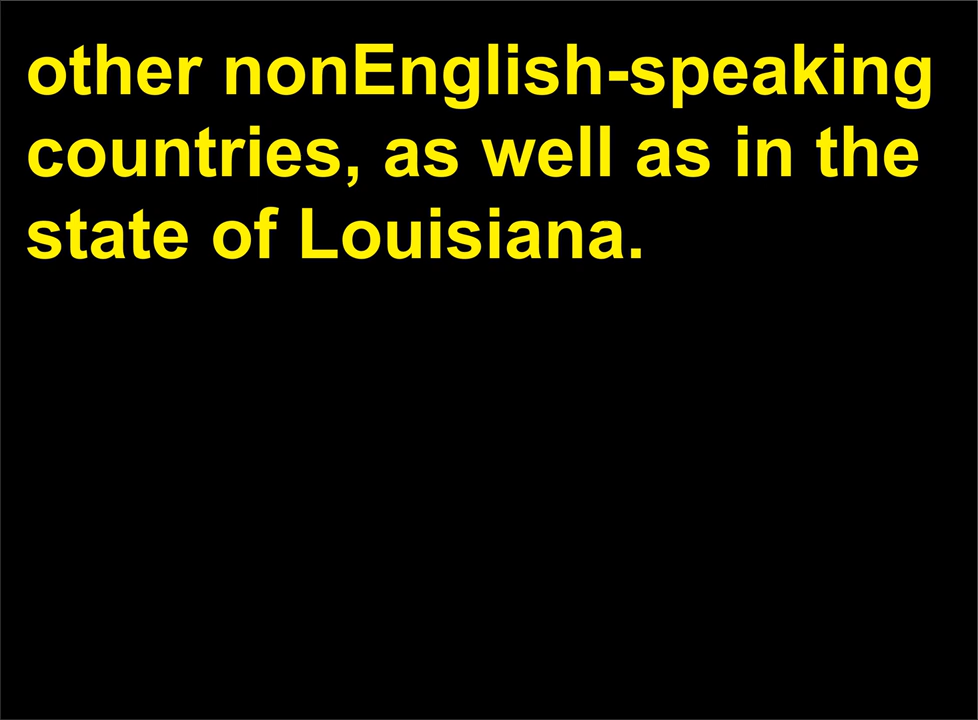 other nonEnglish-speaking
countries, as well as in the
state of Louisiana.